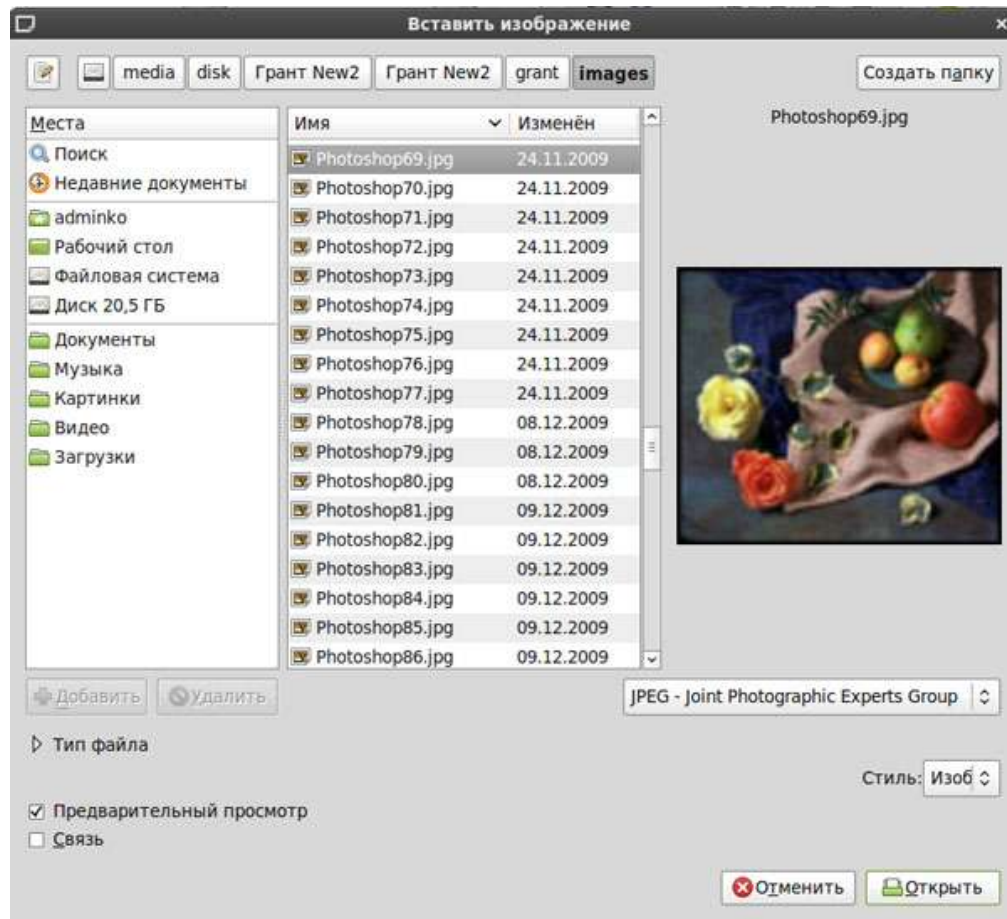 Вставить изображение
media disk Грант New2 Грант New2 grant images Создать папку
Места
Поиск
Недавние документы
adminko
Рабочий стол
Файловая система
Диск 20,5 ГБ
Документы
Музыка
Картинки
Видео
Загрузки
Имя Изменён
Photoshop69.jpg 24.11.2009
Photoshop70.jpg 24.11.2009
Photoshop71.jpg 24.11.2009
Photoshop72.jpg 24.11.2009
Photoshop73.jpg 24.11.2009
Photoshop74.jpg 24.11.2009
Photoshop75.jpg 24.11.2009
Photoshop76.jpg 24.11.2009
Photoshop77.jpg 24.11.2009
Photoshop78.jpg 08.12.2009
Photoshop79.jpg 08.12.2009
Photoshop80.jpg 08.12.2009
Photoshop81.jpg 09.12.2009
Photoshop82.jpg 09.12.2009
Photoshop83.jpg 09.12.2009
Photoshop84.jpg 09.12.2009
Photoshop85.jpg 09.12.2009
Photoshop86.jpg 09.12.2009
Photoshop69.jpg
Добавить Удалить
JPEG - Joint Photographic Experts Group
Тип файла
Стиль: Изоб
Предварительный просмотр
Связь
Отменить Открыть